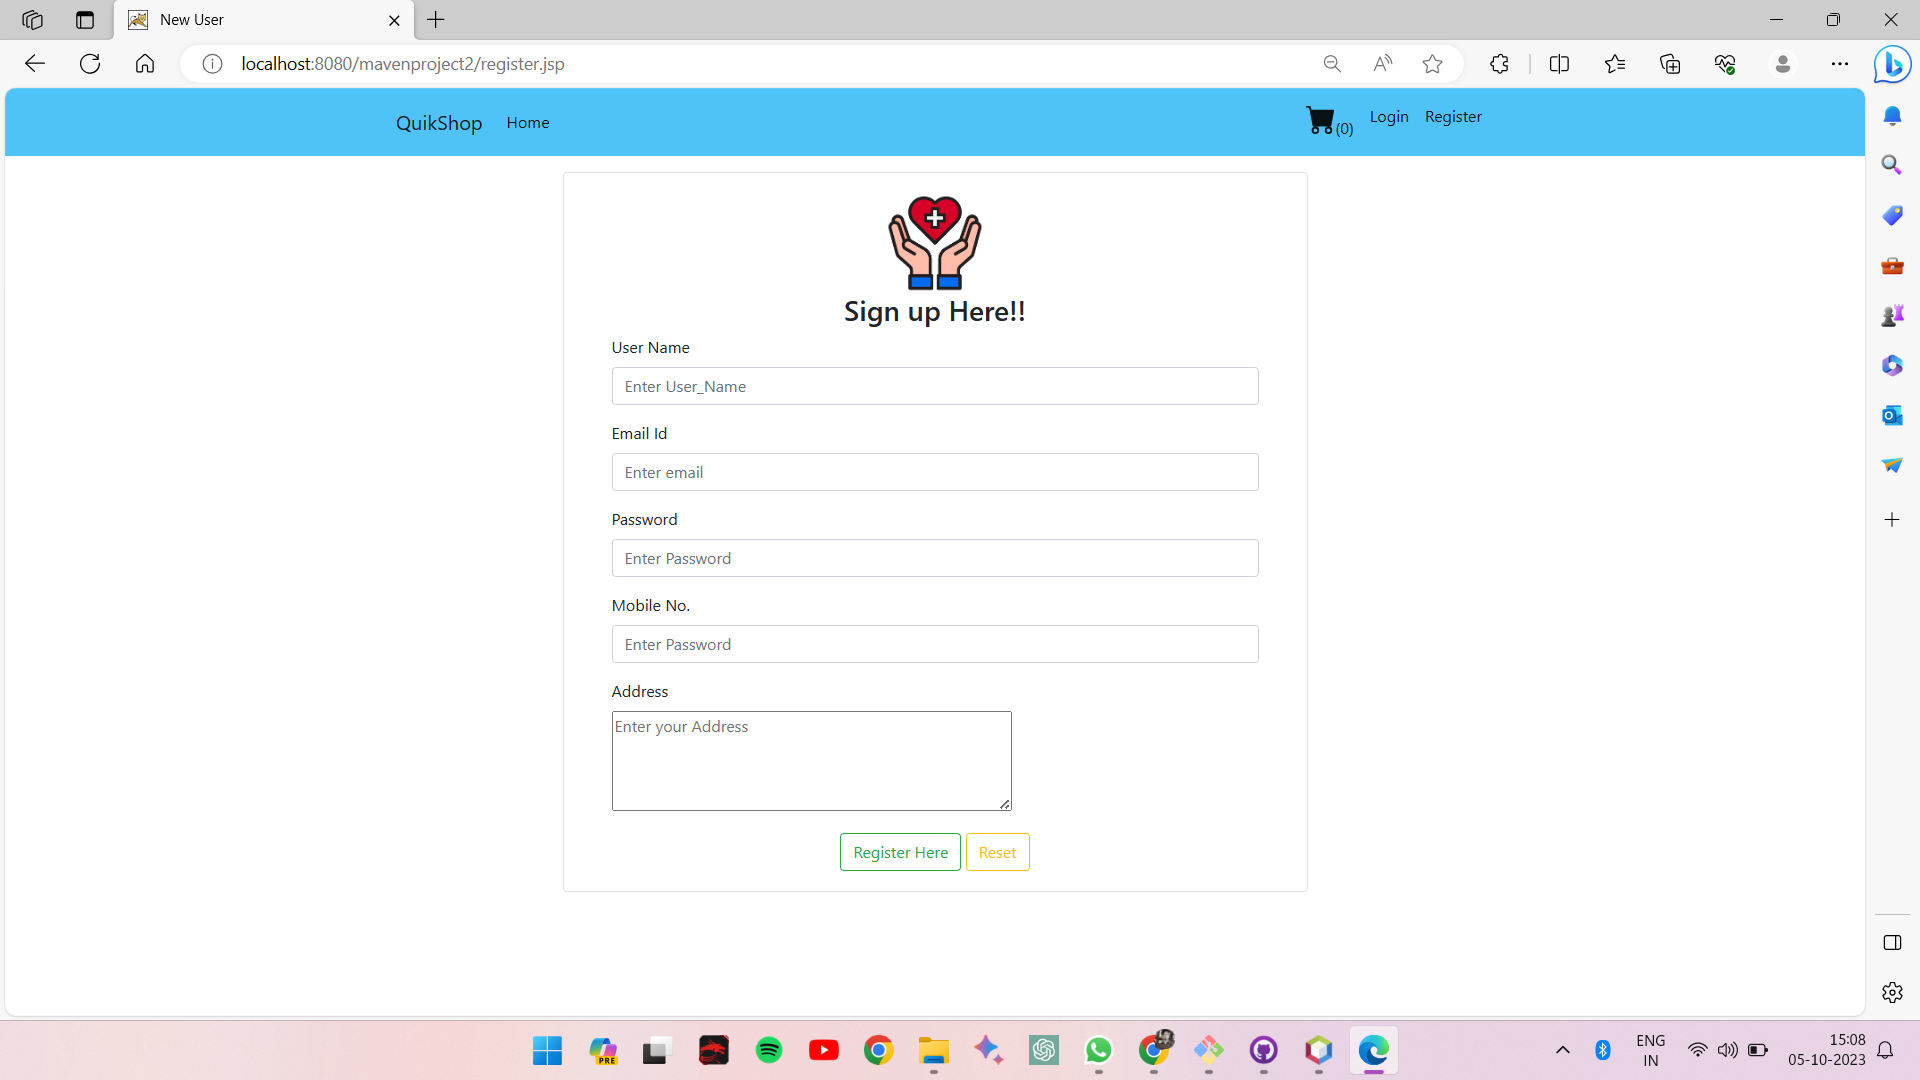 New User
localhost:8080/mavenproject2/register.jsp
QuikShop Home (0) Login Register
Sign up Here!!
User Name
Enter User_Name
Email Id
Enter email
Password
Enter Password
Mobile No.
Enter Password
Address
Enter your Address
Register Here Reset
PRE
ENG
IN
15:08
05-10-2023